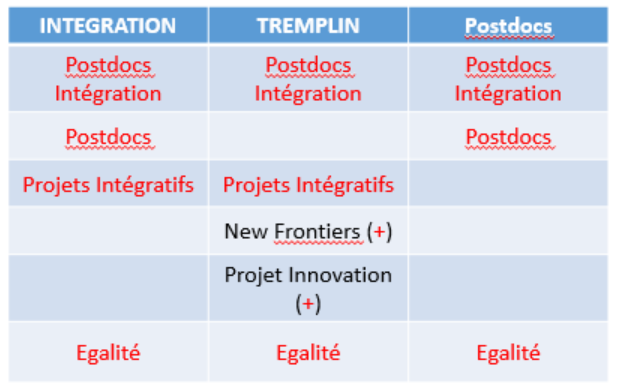 INTEGRATION TREMPLIN Postdocs
Postdocs Postdocs Postdocs
Intégration Intégration Intégration
Postdocs Postdocs
Projets Intégratifs Projets Intégratifs
New Frontiers (+)
Projet Innovation
(+)
Egalité Egalité Egalité